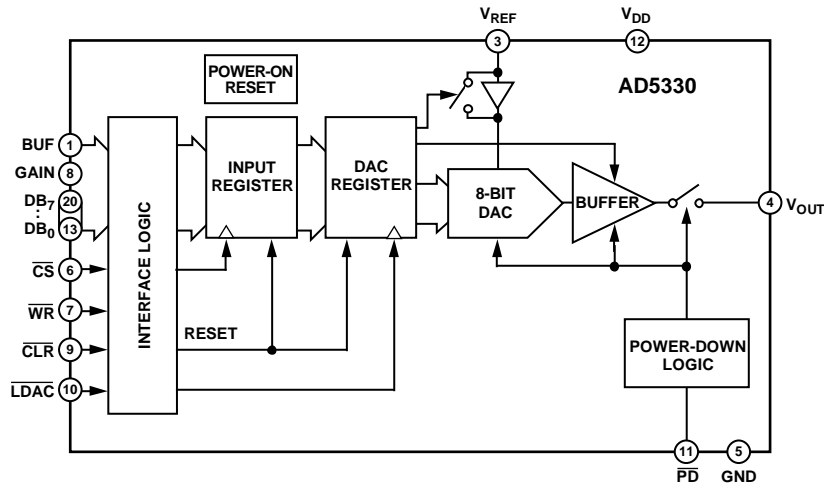 VREF
VDD
3
12
POWER-ON
RESET
AD5330
BUF
1
GAIN
8
DB7
20
:
DB0
13
INTERFACE LOGIC
INPUT
REGISTER
DAC
REGISTER
8-BIT
DAC
BUFFER
4
VOUT
CS
6
WR
7
CLR
9
RESET
LDAC
10
POWER-DOWN
LOGIC
11
5
PD
GND